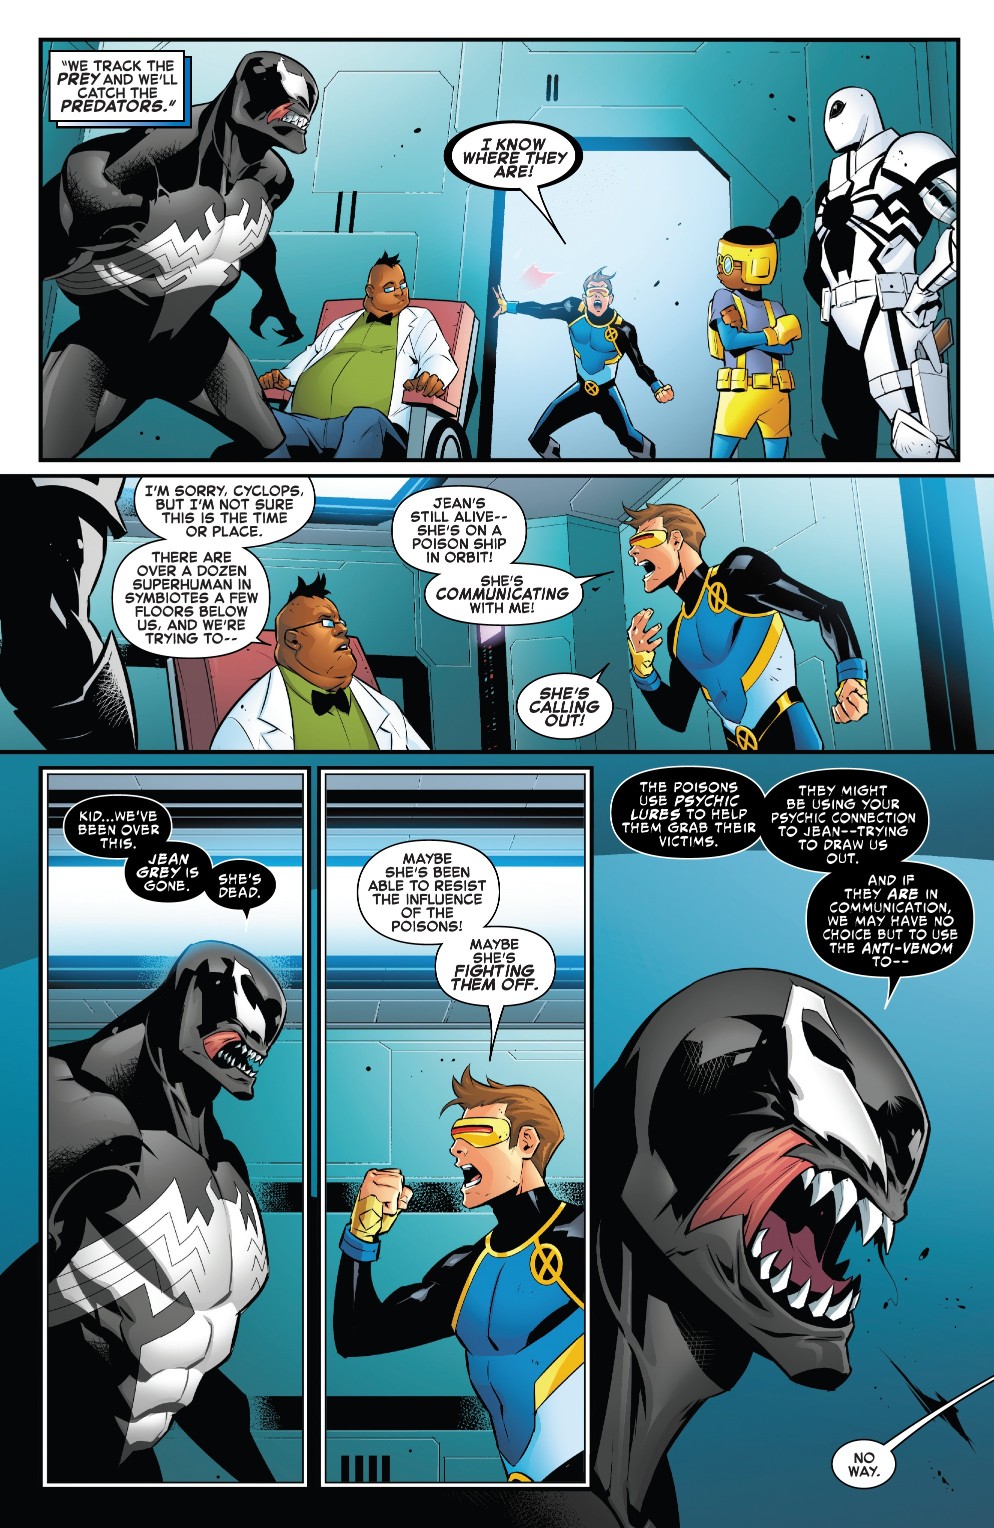 "WE TRACK THE
PREY AND WE'LL
CATCH THE
PREDATORS."
I KNOW
WHERE THEY
ARE!
I'M SORRY, CYCLOPS,
BUT I'M NOT SURE
THIS IS THE TIME
OR PLACE.
THERE ARE
OVER A DOZEN
SUPERHUMAN IN
SYMBIOTES A FEW
FLOORS BELOW
US, AND WE'RE
TRYING TO--
JEAN'S
STILL ALIVE--
SHE'S ON A
POISON SHIP
IN ORBIT!
SHE'S
COMMUNICATING
WITH ME!
SHE'S
CALLING
OUT!
KID...WE'VE
BEEN OVER
THIS.
JEAN
GREY IS
GONE.
SHE'S
DEAD.
MAYBE
SHE'S BEEN
ABLE TO RESIST
THE INFLUENCE
OF THE
POISONS!
MAYBE
SHE'S
FIGHTING
THEM OFF.
THE POISONS
USE PSYCHIC
LURES TO HELP
THEM GRAB THEIR
VICTIMS.
THEY MIGHT
BE USING YOUR
PSYCHIC CONNECTION
TO JEAN--TRYING
TO DRAW US
OUT.
AND IF
THEY ARE IN
COMMUNICATION,
WE MAY HAVE NO
CHOICE BUT TO USE
THE ANTI-VENOM
TO--
NO
WAY.